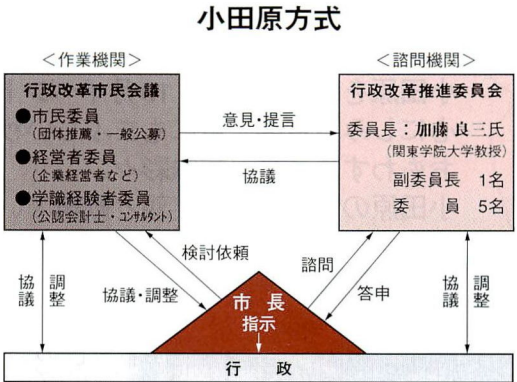 小田原方式
＜作業機関＞
行政改革市民会議
●市民委員
（団体推薦・一般公募）
●経営者委員
（企業経営者など）
●学識経験者委員
（公認会計士・コンサルタント）
意見・提言
協議
＜諮問機関＞
行政改革推進委員会
委員長：加藤 良三氏
（関東学院大学教授）
副委員長 1名
委員 5名
協議
調整
協議・調整
検討依頼
諮問
答申
協議
調整
市長
指示
行政